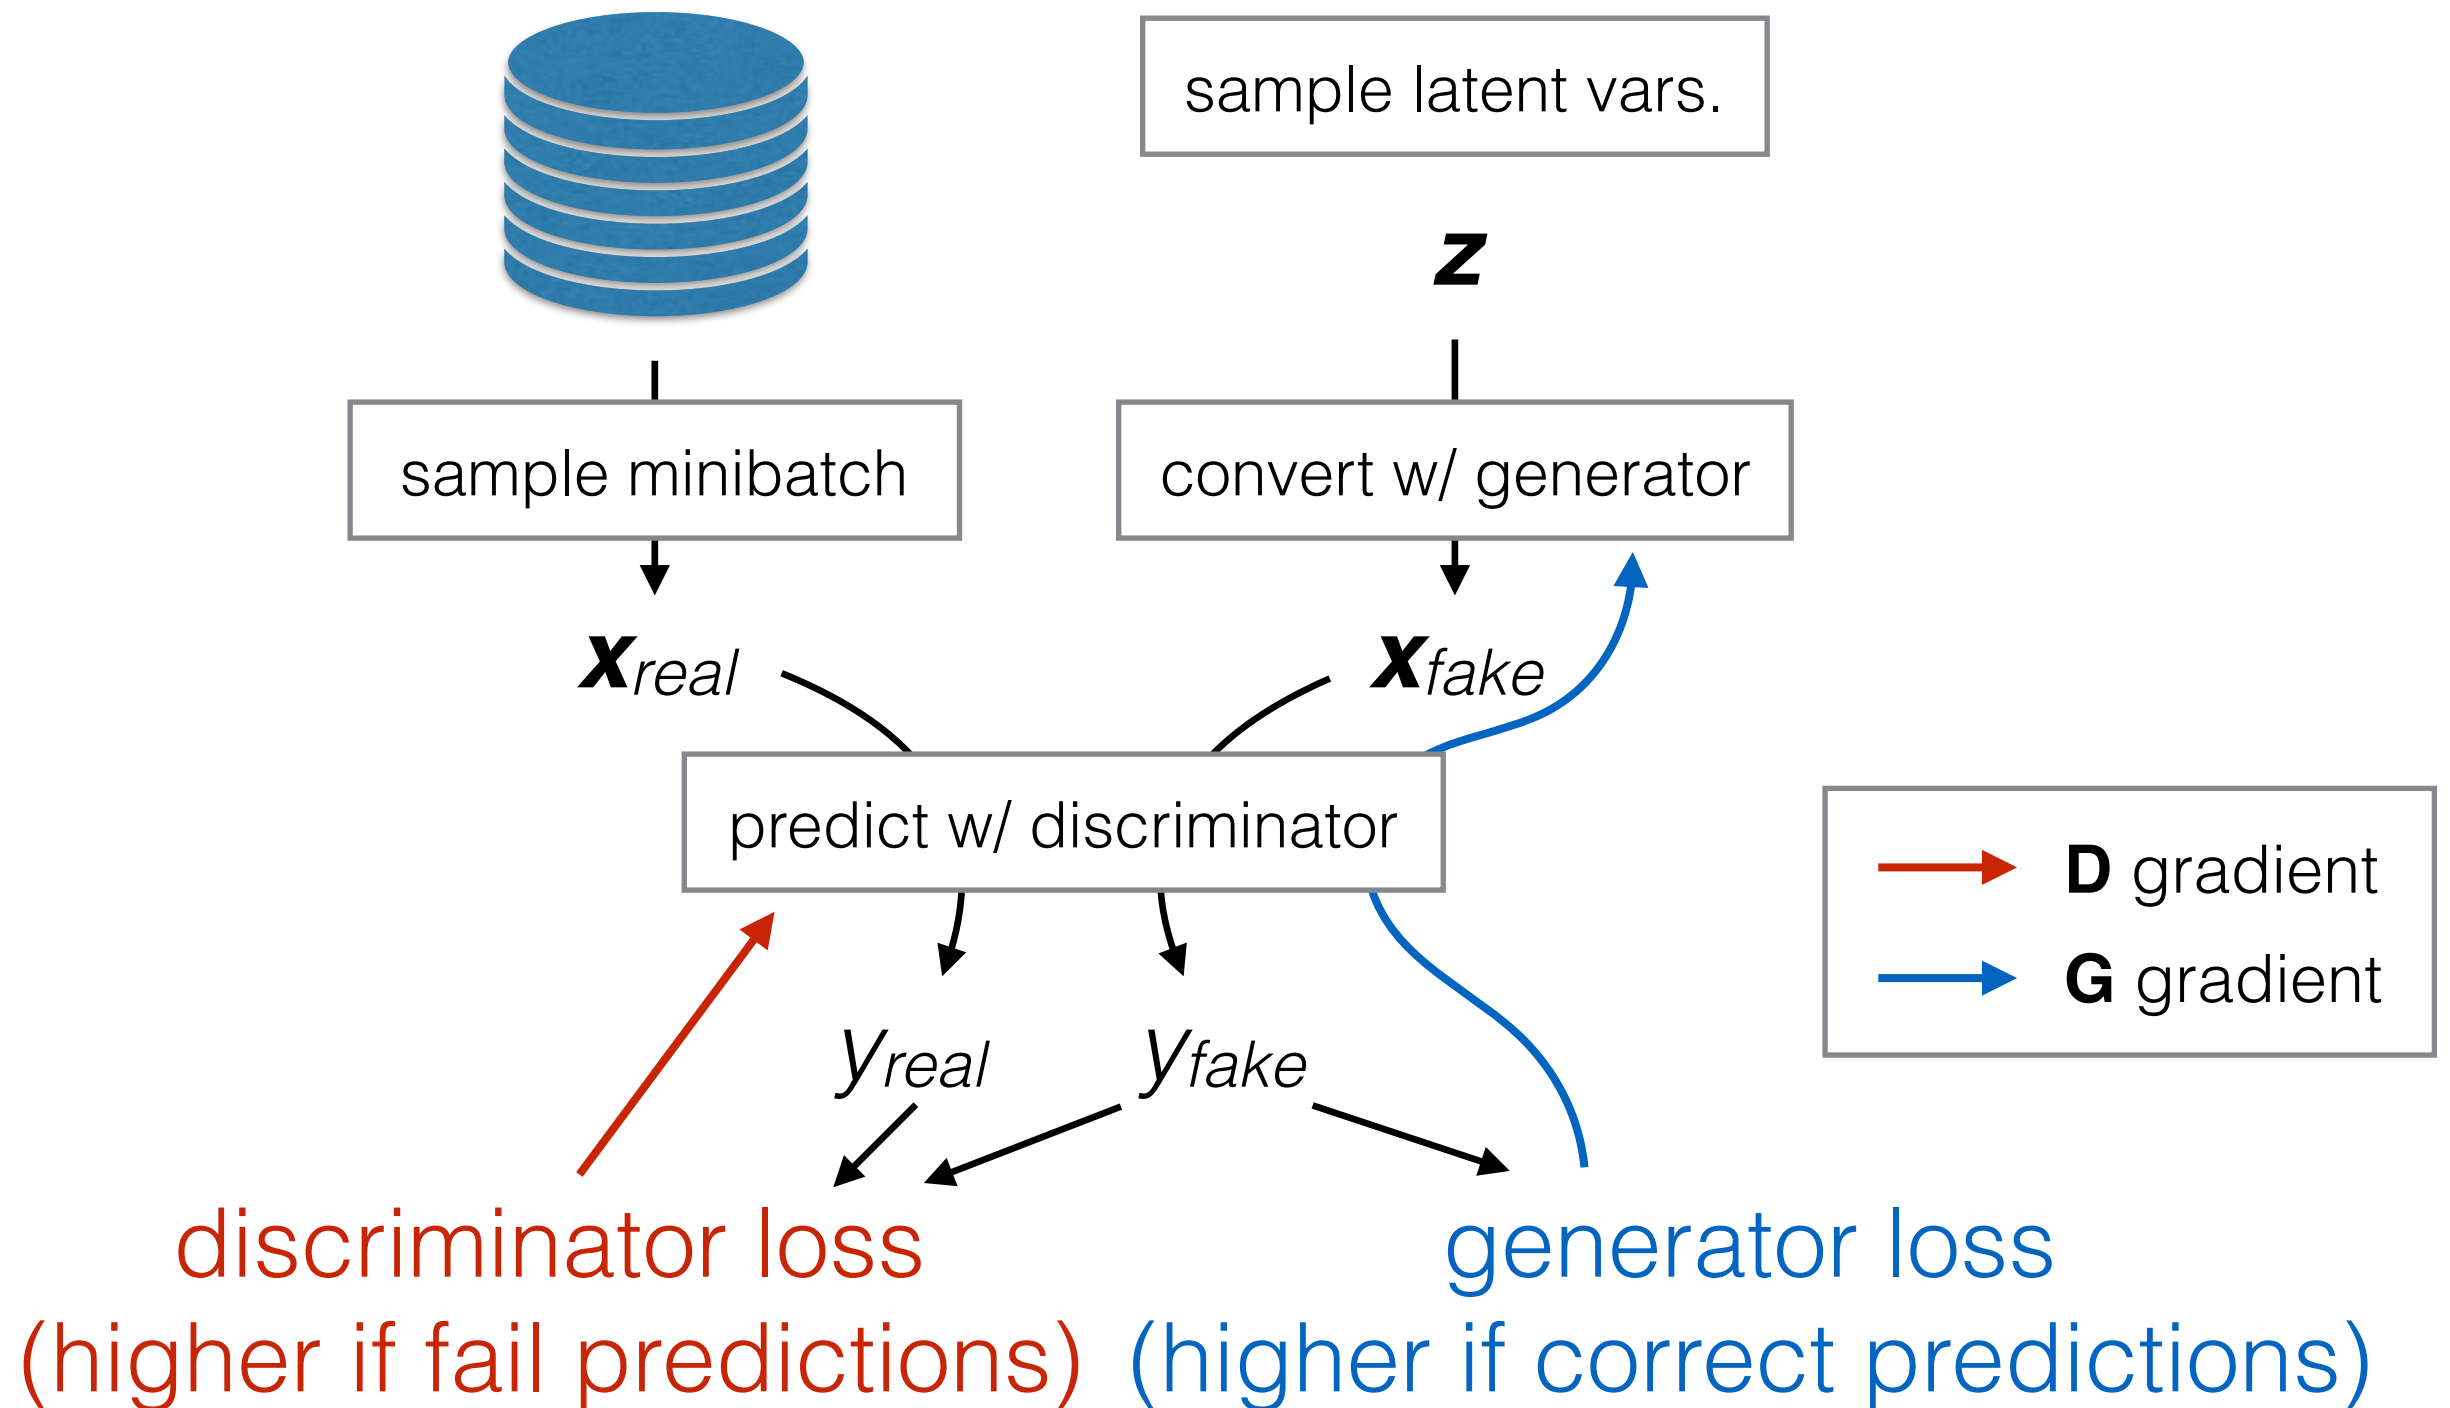 sample latent vars.
z
sample minibatch
convert w/ generator
xreal
xfake
predict w/ discriminator
D gradient
G gradient
yreal
yfake
discriminator loss
(higher if fail predictions)
generator loss
(higher if correct predictions)